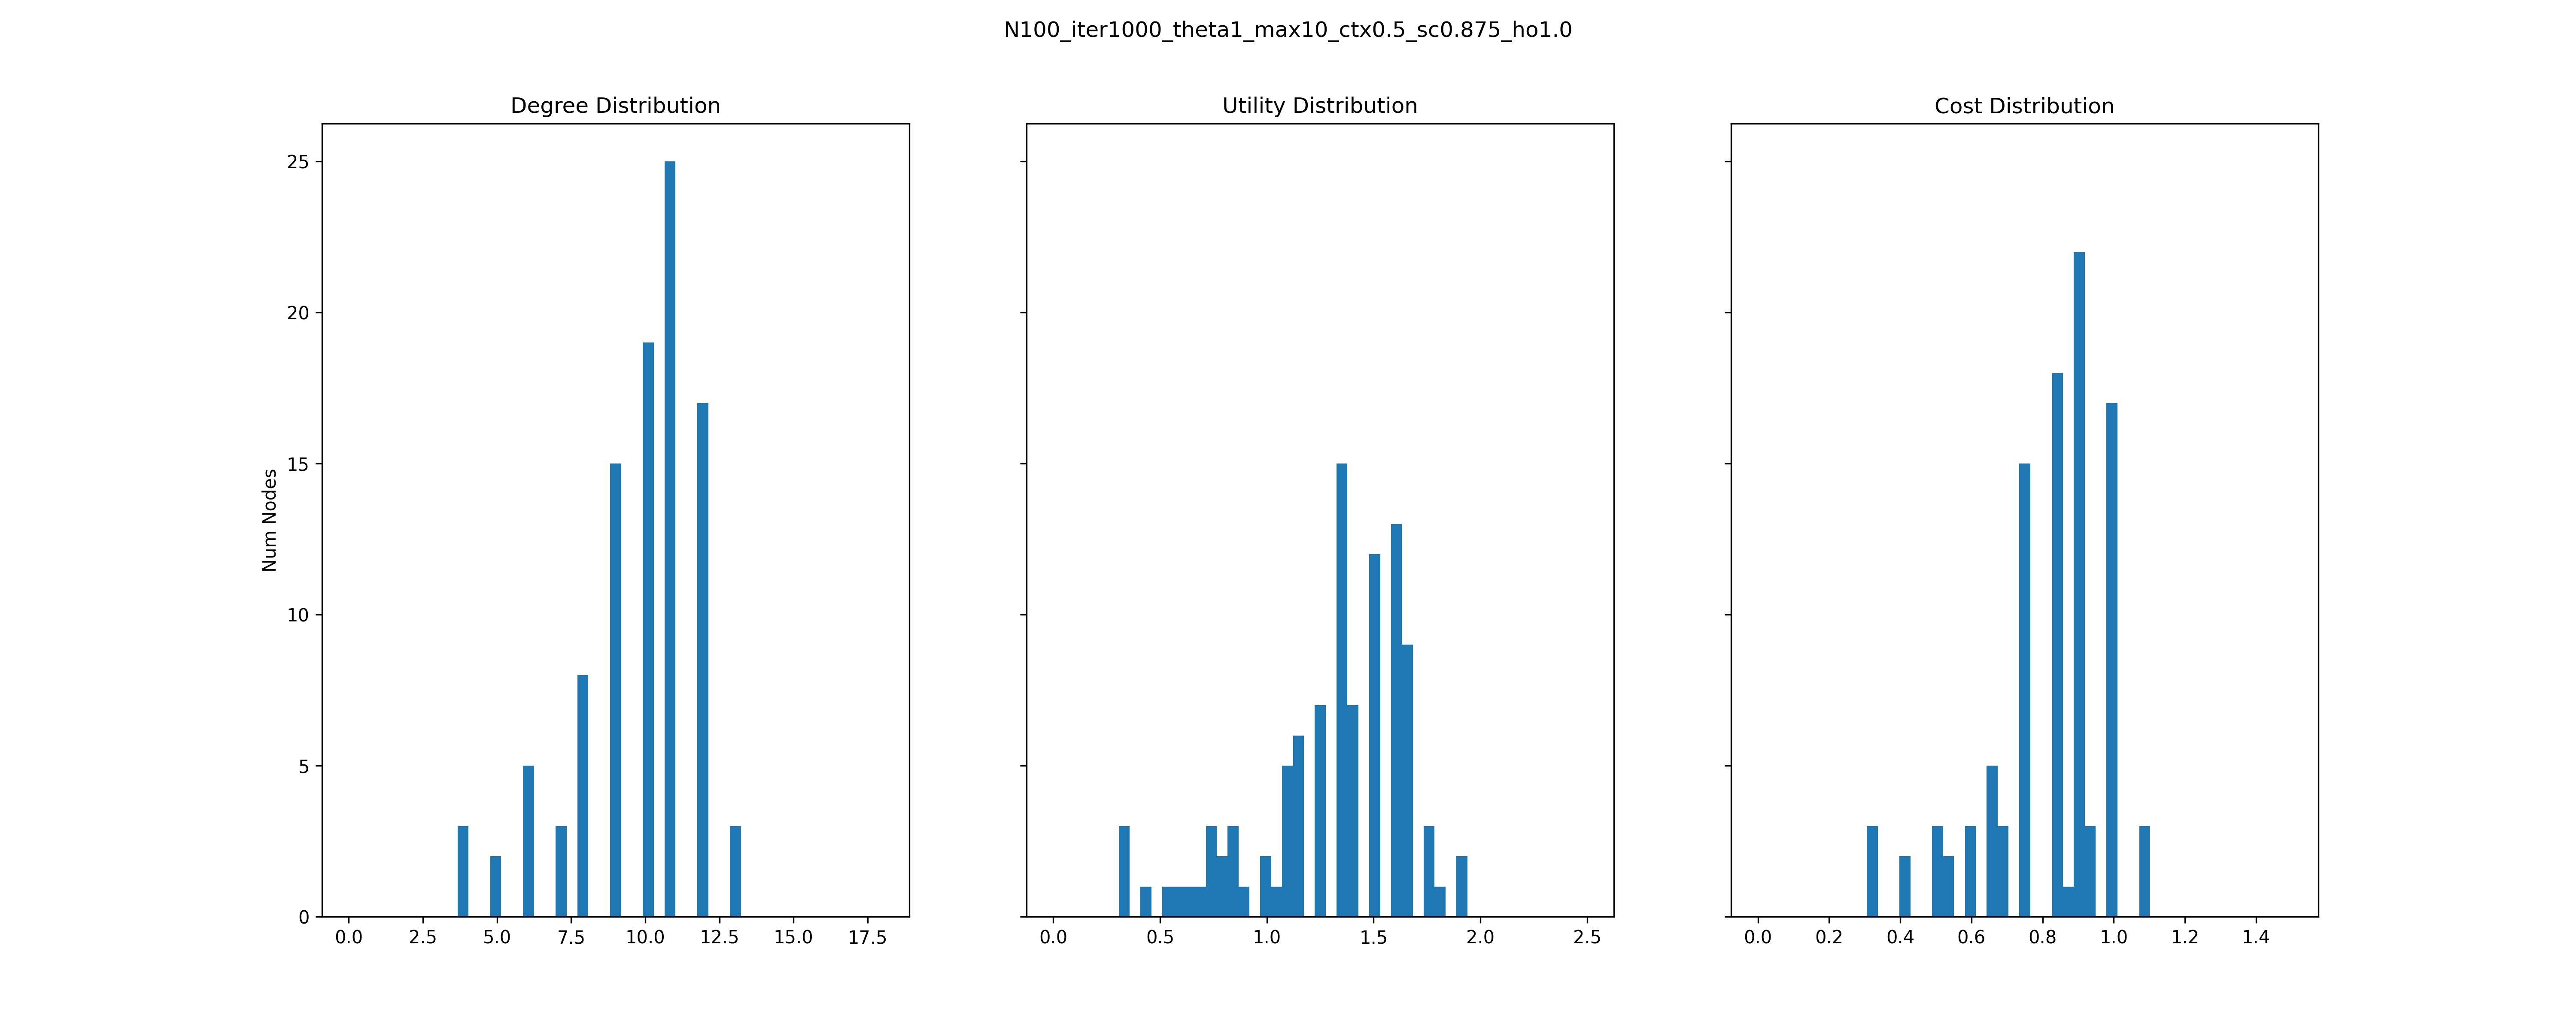 N100_iter1000_theta1_max10_ctx0.5_sc0.875_ho1.0
Degree Distribution
Utility Distribution
Cost Distribution
Num Nodes
25
20
15
10
5
0
0.0 2.5 5.0 7.5 10.0 12.5 15.0 17.5
0.0 0.5 1.0 1.5 2.0 2.5
0.0 0.2 0.4 0.6 0.8 1.0 1.2 1.4